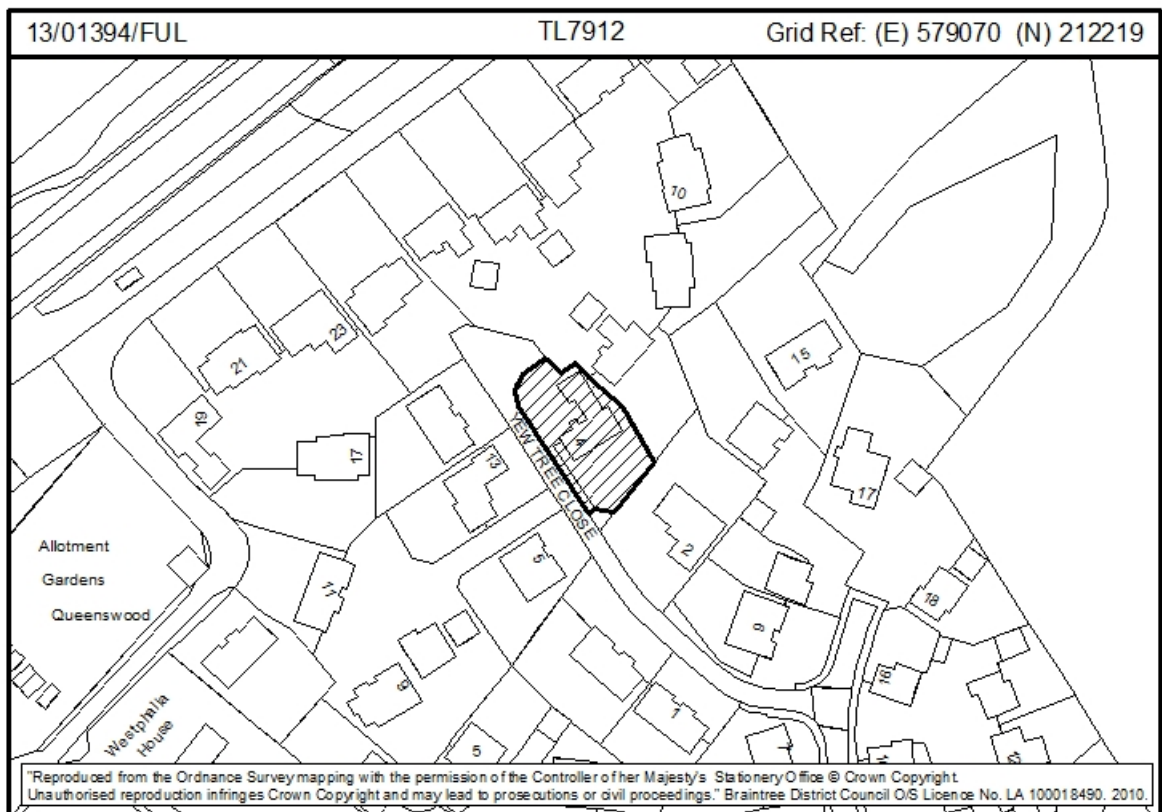 13/01394/FUL TL7912 Grid Ref: (E) 579070 (N) 212219
10
15
23
21
19
17
13
4
YEW TREE CLOSE
17
2
5
Allotment
Gardens
Queenswood
11
18
9
16
9
Westphalia
House
1
5
"Reproduced from the Ordnance Survey mapping with the permission of the Controller of her Majesty's Stationery Office © Crown Copyright.
Unauthorised reproduction infringes Crown Copyright and may lead to prosecutions or civil proceedings." Braintree District Council O/S Licence No. LA 100018490. 2010.